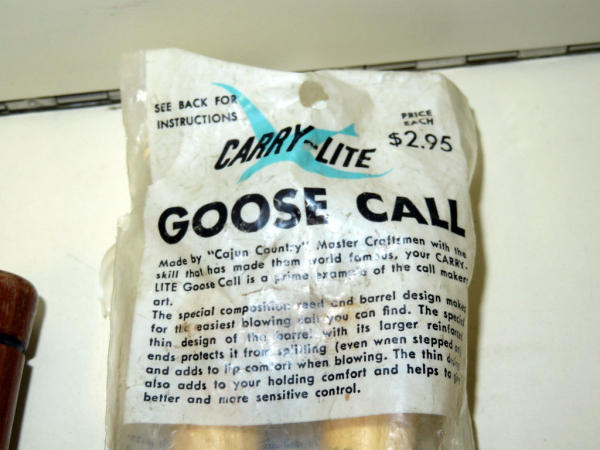 SEE BACK FOR
INSTRUCTIONS
PRICE
EACH
$2.95
CARRY-LITE
GOOSE CALL
Made by "Cajun Country" Master Craftsmen with the
skill that has made them world famous, your CARRY-
LITE Goose Call is a prime example of the call makers
art.
The special composition reed and barrel design makes
for the easiest blowing call you can find. The special
thin design of the barrel with its larger reinforced
ends protects it from splitting (even when stepped on)
and adds to lip comfort when blowing. The thin design
also adds to your holding comfort and helps to give
better and more sensitive control.